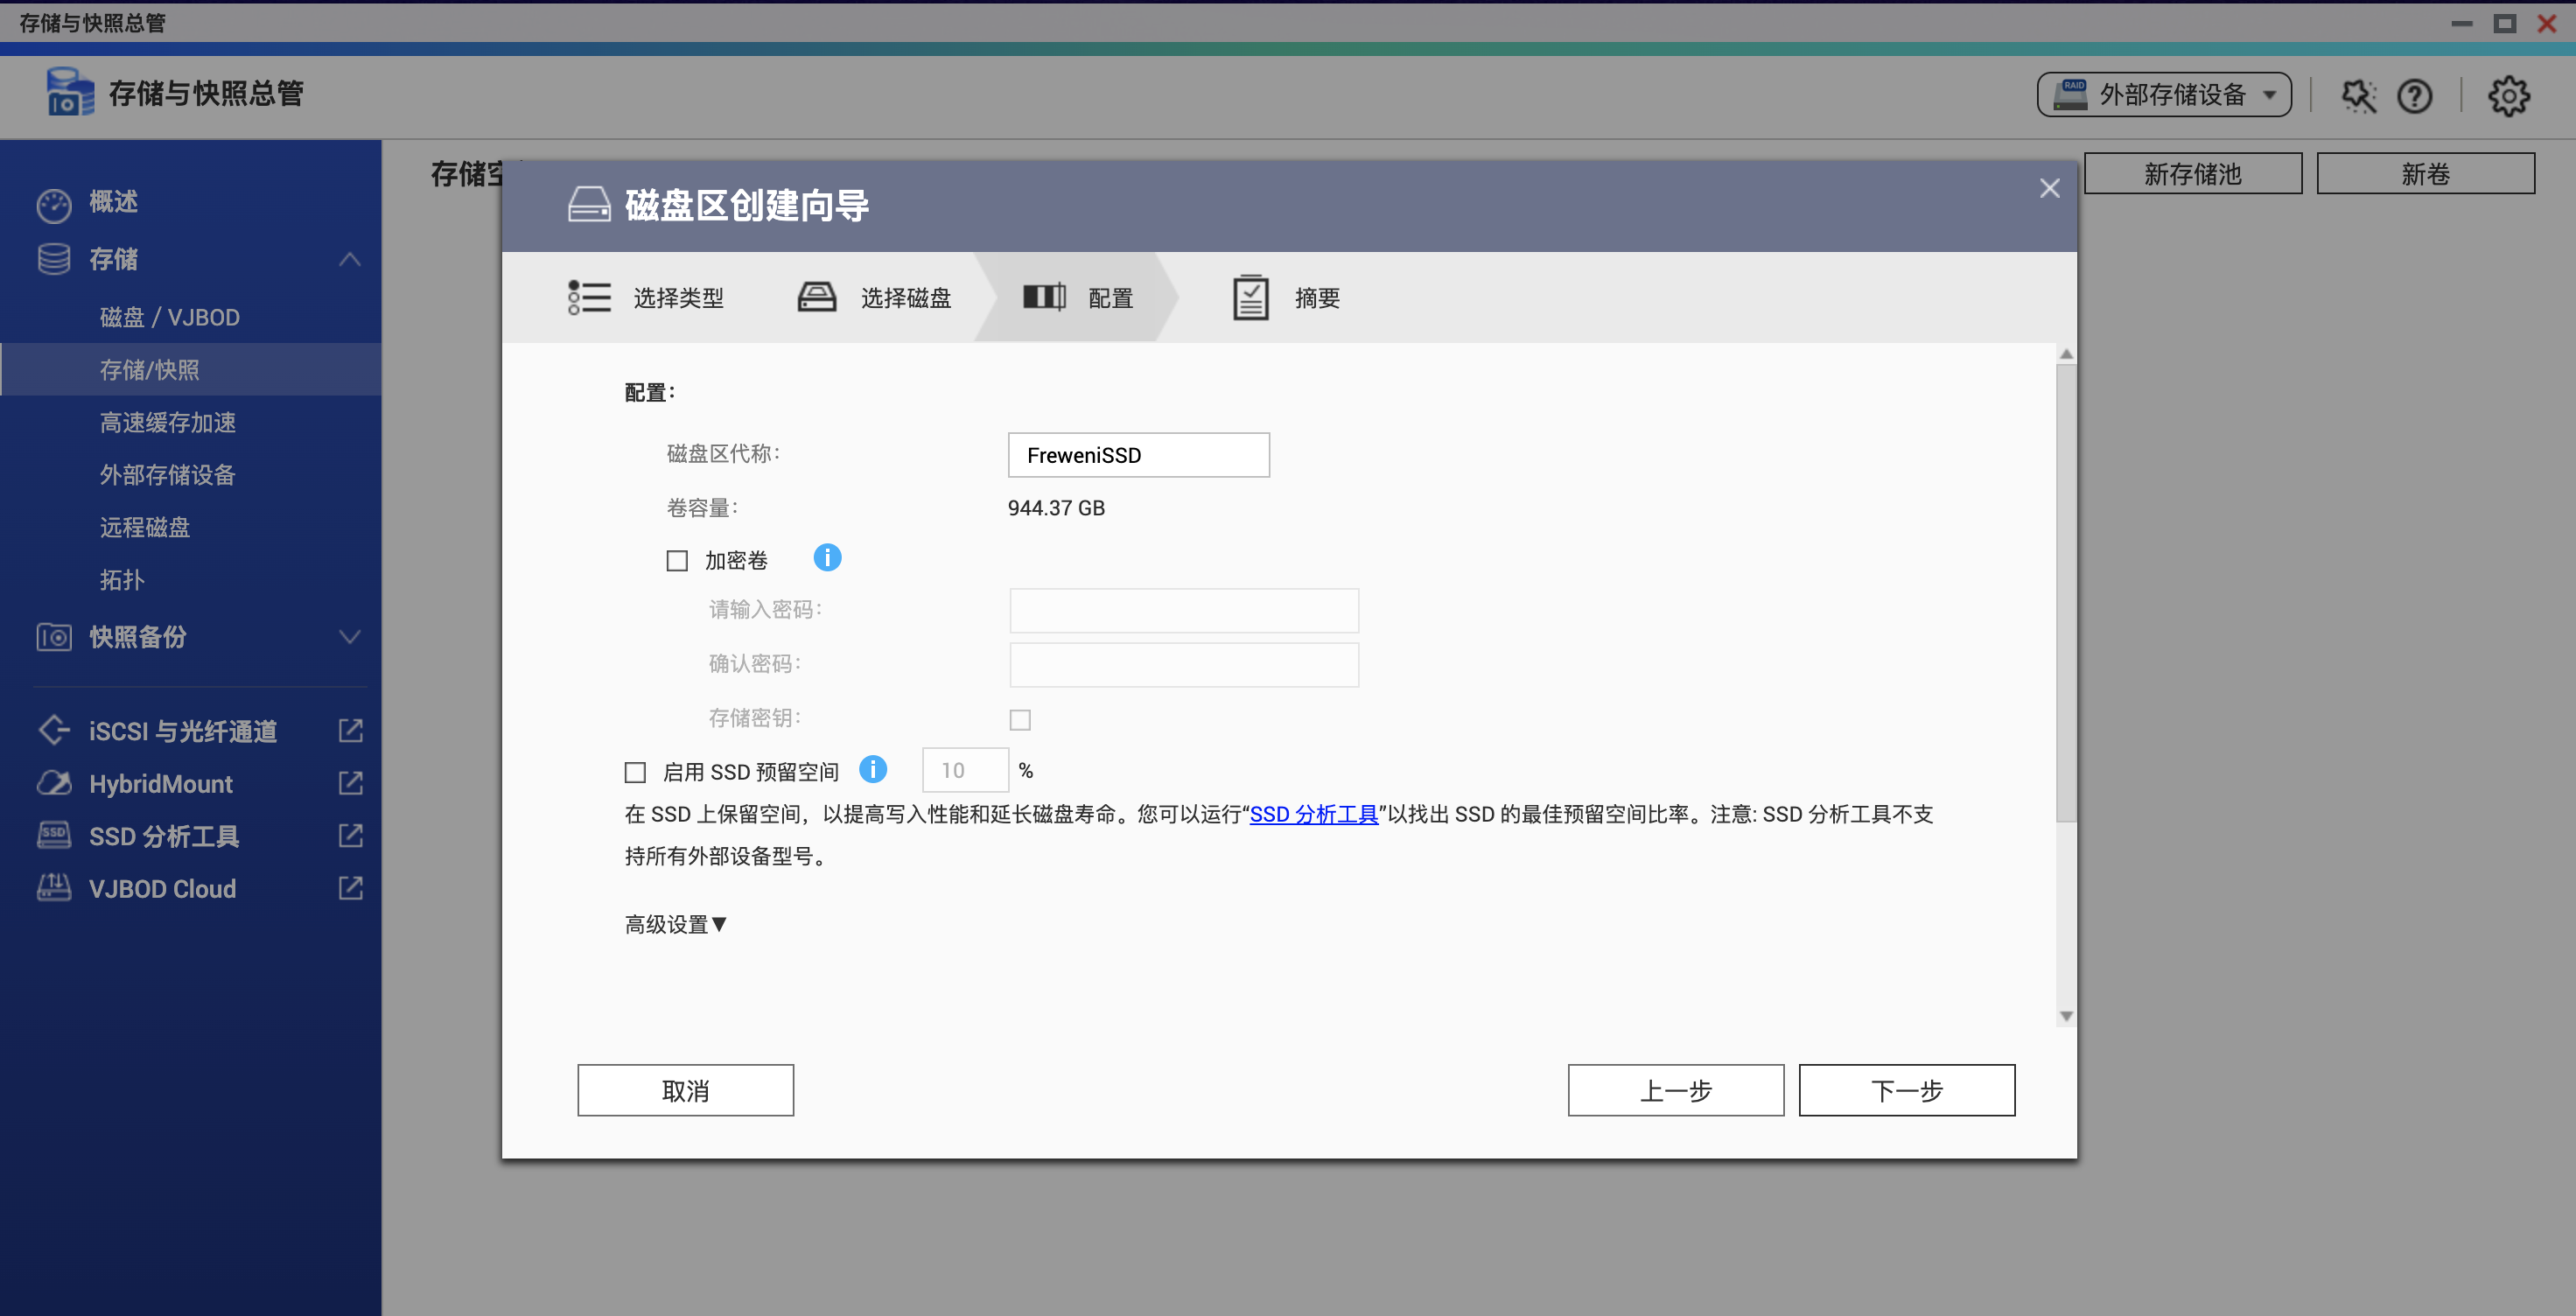 存储与快照总管
存储与快照总管
RAID 外部存储设备
概述
存储
磁盘 / VJBOD
存储/快照
高速缓存加速
外部存储设备
远程磁盘
拓扑
快照备份
iSCSI 与光纤通道
HybridMount
SSD 分析工具
VJBOD Cloud
存储空
新存储池
新卷
磁盘区创建向导
选择类型
选择磁盘
配置
摘要
配置：
磁盘区代称：
FreweniSSD
卷容量：
944.37 GB
加密卷
请输入密码：
确认密码：
存储密钥：
启用 SSD 预留空间
10 %
在 SSD 上保留空间，以提高写入性能和延长磁盘寿命。您可以运行“SSD 分析工具”以找出 SSD 的最佳预留空间比率。注意: SSD 分析工具不支
持所有外部设备型号。
高级设置▼
取消
上一步
下一步